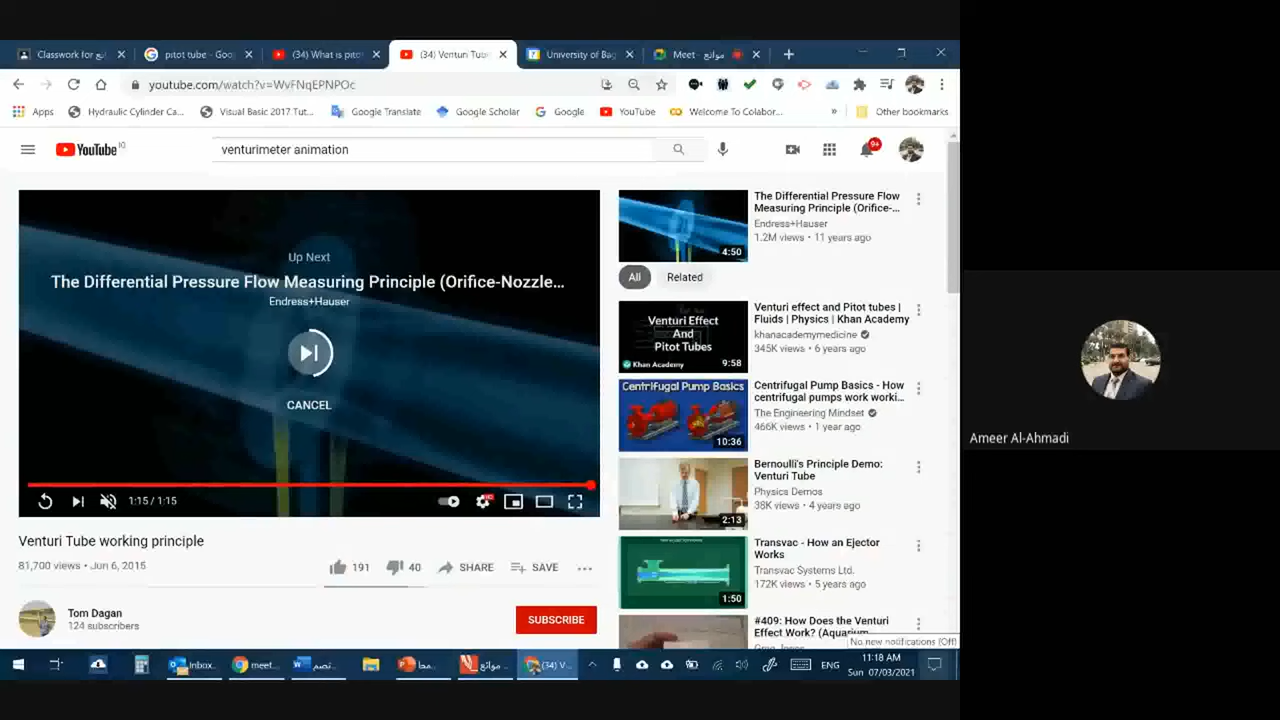 Classwork for
pitot tube - Goo
(34) What is pito
(34) Venturi Tub
University of Bag
Meet - موائع
youtube.com/watch?v=WvFNqEPNPOc
Apps
Hydraulic Cylinder Ca...
Visual Basic 2017 Tut...
Google Translate
Google Scholar
Google
YouTube
Welcome To Colabor...
»
Other bookmarks
YouTube IQ
venturimeter animation
9+
Up Next
The Differential Pressure Flow Measuring Principle (Orifice-Nozzle...
Endress+Hauser
CANCEL
1:15 / 1:15
Venturi Tube working principle
81,700 views • Jun 6, 2015
191
40
SHARE
SAVE
Tom Dagan
124 subscribers
SUBSCRIBE
The Differential Pressure Flow
Measuring Principle (Orifice-...
Endress+Hauser
1.2M views • 11 years ago
4:50
All
Related
Venturi Effect
And
Pitot Tubes
Khan Academy
9:58
Venturi effect and Pitot tubes |
Fluids | Physics | Khan Academy
khanacademymedicine
345K views • 6 years ago
Centrifugal Pump Basics
10:36
Centrifugal Pump Basics - How
centrifugal pumps work worki...
The Engineering Mindset
466K views • 1 year ago
2:13
Bernoulli's Principle Demo:
Venturi Tube
Physics Demos
38K views • 4 years ago
1:50
Transvac - How an Ejector
Works
Transvac Systems Ltd.
172K views • 5 years ago
#409: How Does the Venturi
Effect Work? (Aquarium
No new notifications (Off)
Inbox...
meet...
موائع
(34) V...
ENG
11:18 AM
Sun 07/03/2021
Ameer Al-Ahmadi